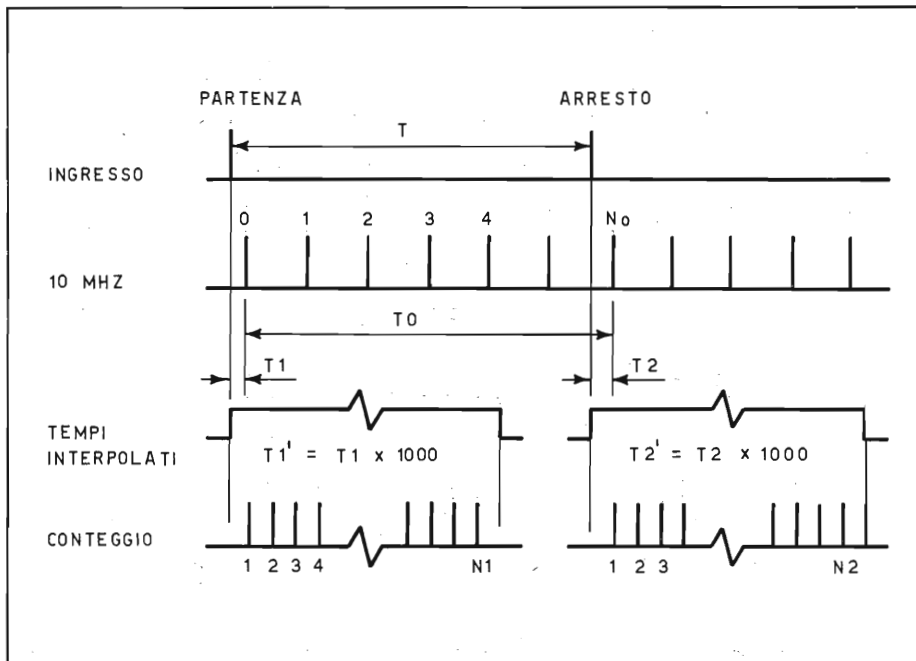 PARTENZA ARRESTO
T
INGRESSO
0 1 2 3 4 No
10 MHZ
T0
T1 T2
TEMPI
INTERPOLATI
T1' = T1 x 1000 T2' = T2 x 1000
CONTEGGIO
1 2 3 4 N1 1 2 3 N2